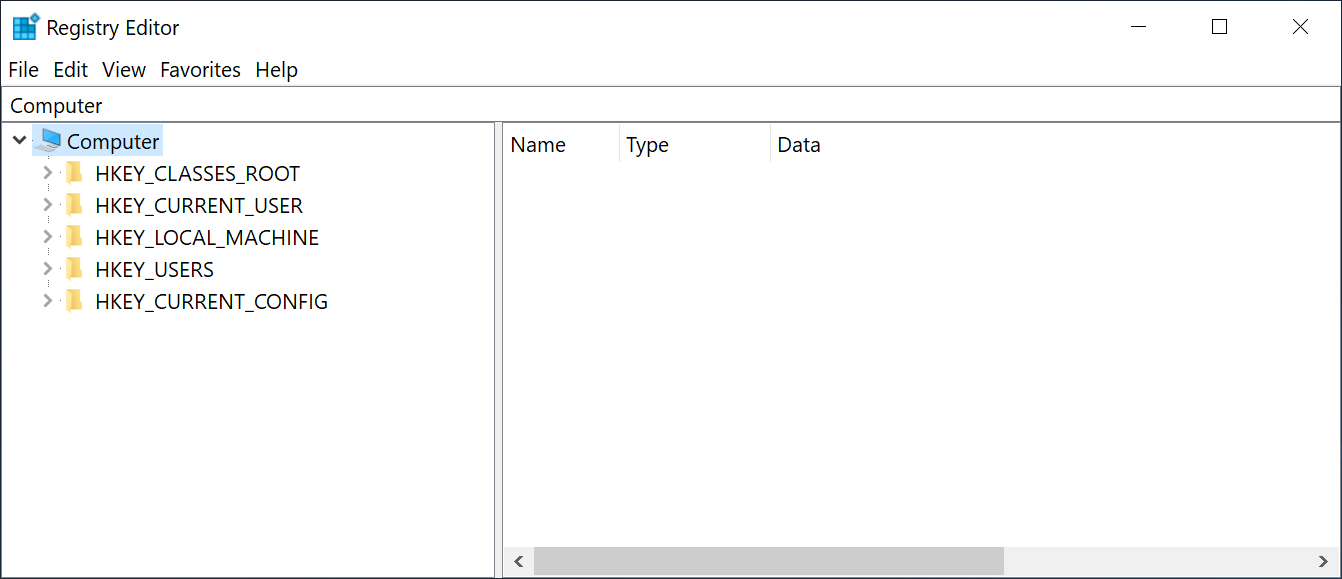 Registry Editor
File Edit View Favorites Help
Computer
Computer
HKEY_CLASSES_ROOT
HKEY_CURRENT_USER
HKEY_LOCAL_MACHINE
HKEY_USERS
HKEY_CURRENT_CONFIG
Name Type Data